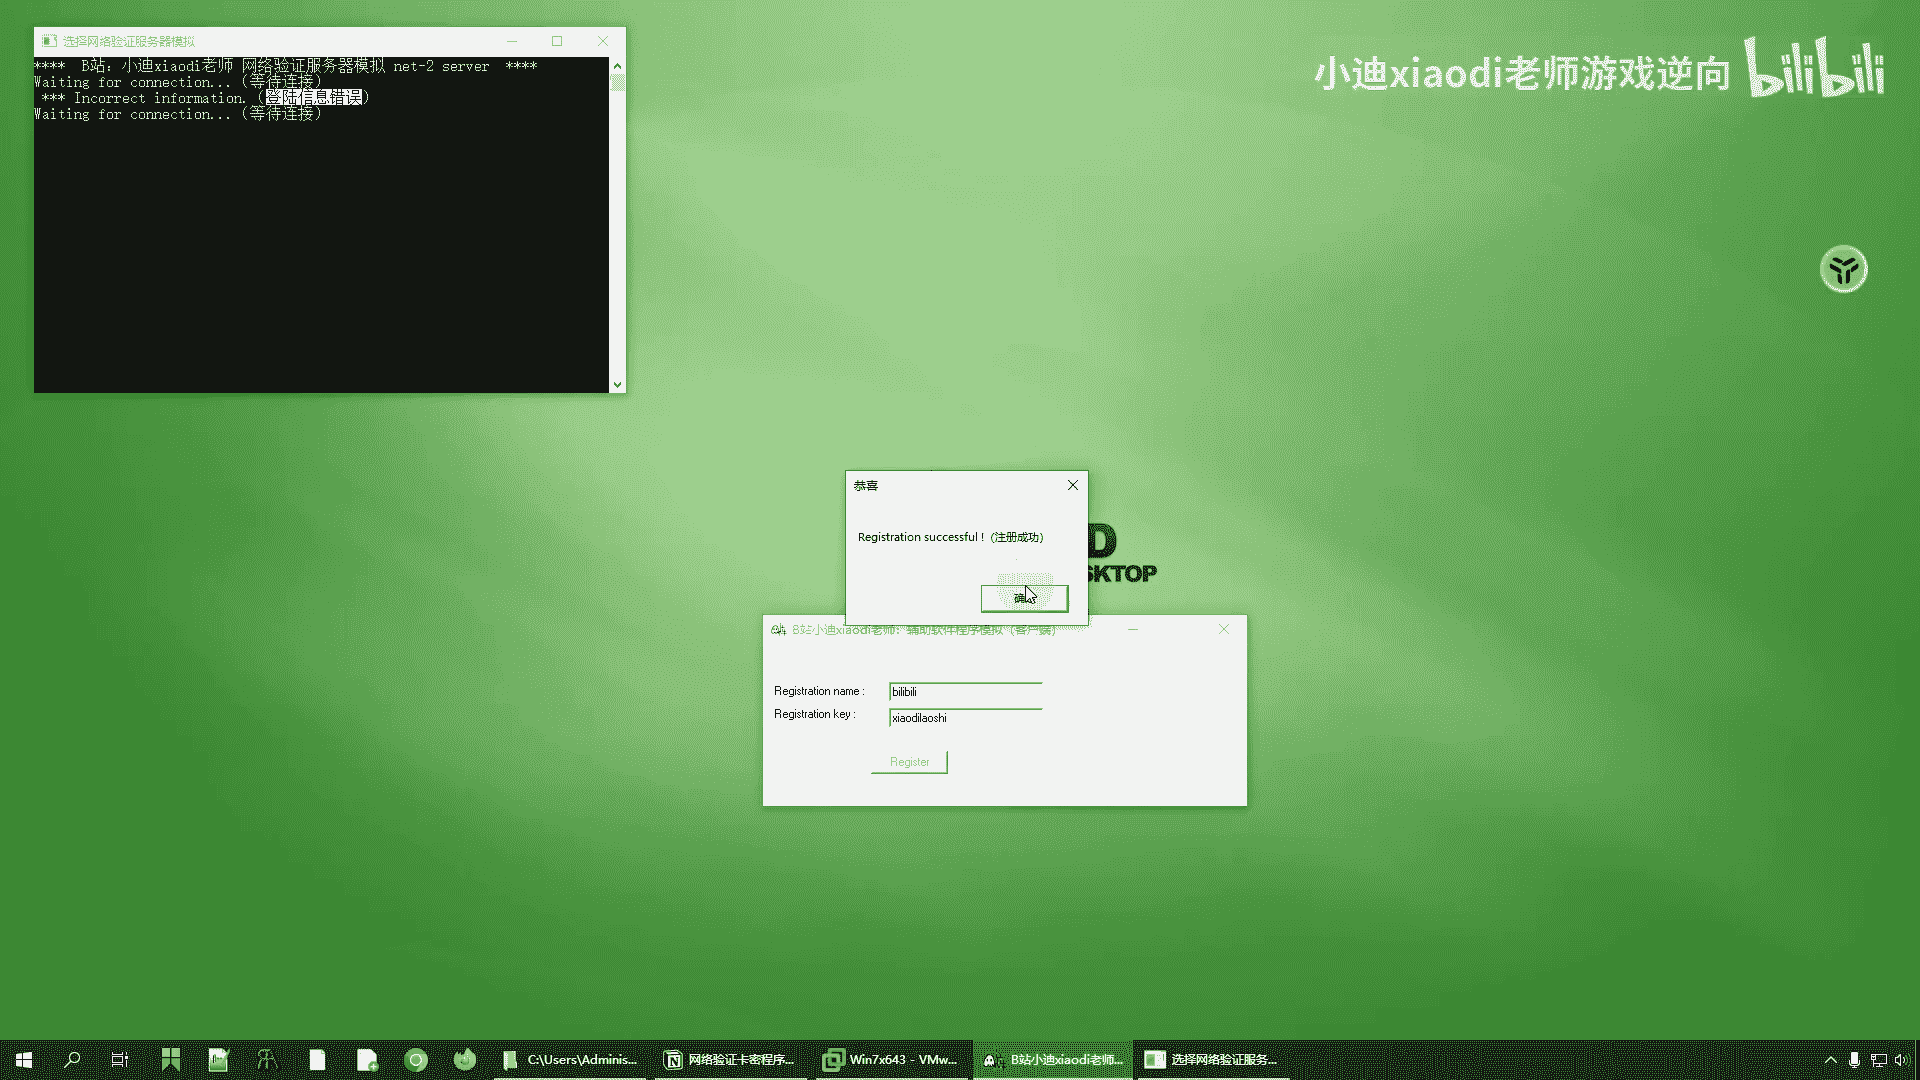 选择网络验证服务器模拟
**** B站：小迪xiaodi老师 网络验证服务器模拟 net-2 server ****
Waiting for connection...（等待连接）
*** Incorrect information.（登陆信息错误）
Waiting for connection...（等待连接）
小迪xiaodi老师游戏逆向 bilibili
恭喜
Registration successful！(注册成功)
D
SKTOP
B站小迪xiaodi老师：辅助软件程序模拟（客户端）
Registration name :
bilibili
Registration key :
xiaodilaoshi
Register
C:\Users\Adminis...
网络验证卡密程序...
Win7x643 - VMw...
B站小迪xiaodi老师...
选择网络验证服务...